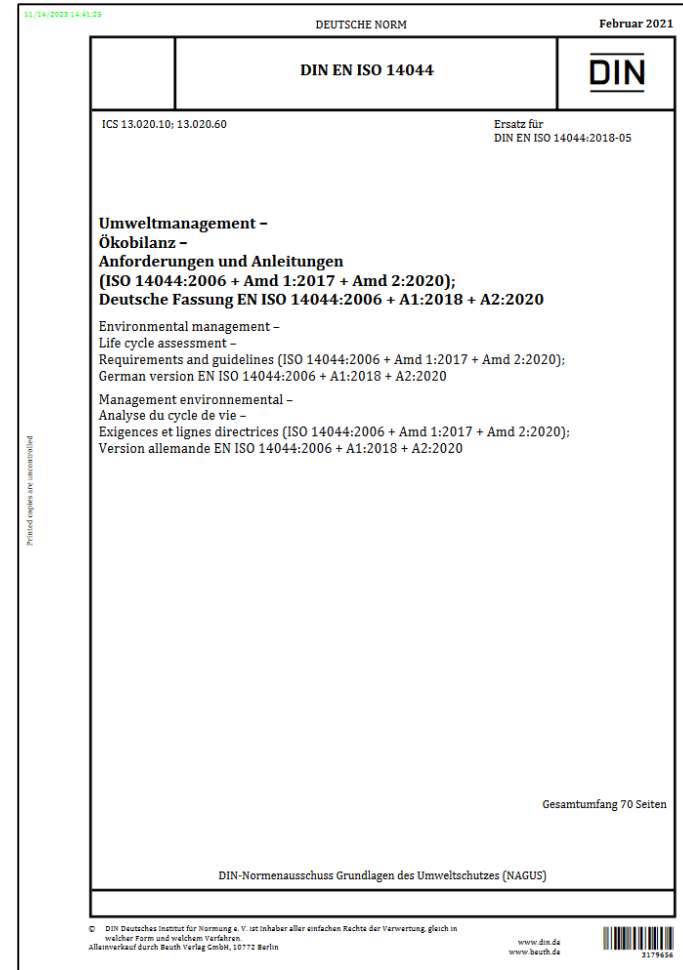 11/14/2023 14:41:23
DEUTSCHE NORM
Februar 2021
DIN EN ISO 14044
DIN
ICS 13.020.10; 13.020.60
Ersatz für
DIN EN ISO 14044:2018-05
Umweltmanagement –
Ökobilanz –
Anforderungen und Anleitungen
(ISO 14044:2006 + Amd 1:2017 + Amd 2:2020);
Deutsche Fassung EN ISO 14044:2006 + A1:2018 + A2:2020
Environmental management –
Life cycle assessment –
Requirements and guidelines (ISO 14044:2006 + Amd 1:2017 + Amd 2:2020);
German version EN ISO 14044:2006 + A1:2018 + A2:2020
Management environnemental –
Analyse du cycle de vie –
Exigences et lignes directrices (ISO 14044:2006 + Amd 1:2017 + Amd 2:2020);
Version allemande EN ISO 14044:2006 + A1:2018 + A2:2020
Printed copies are uncontrolled
Gesamtumfang 70 Seiten
DIN-Normenausschuss Grundlagen des Umweltschutzes (NAGUS)
© DIN Deutsches Institut für Normung e. V. ist Inhaber aller einfachen Rechte der Verwertung, gleich in
welcher Form und welchem Verfahren.
Alleinverkauf durch Beuth Verlag GmbH, 10772 Berlin
www.din.de
www.beuth.de
3179656